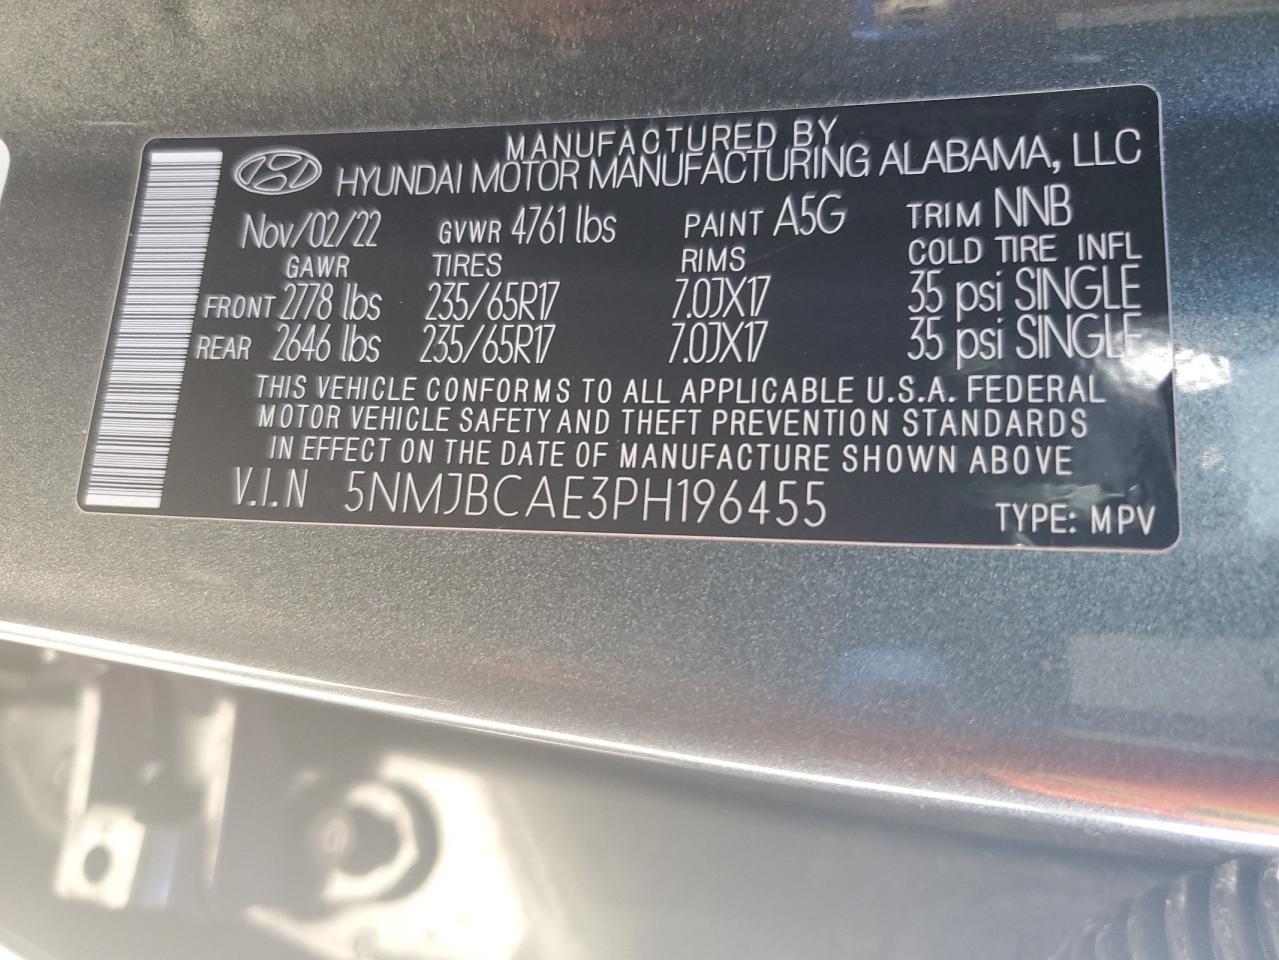 MANUFACTURED BY
HYUNDAI MOTOR MANUFACTURING ALABAMA, LLC
Nov/02/22 GVWR 4761 lbs PAINT A5G TRIM NNB
GAWR TIRES RIMS COLD TIRE INFL
FRONT 2778 lbs 235/65R17 7.0JX17 35 psi SINGLE
REAR 2646 lbs 235/65R17 7.0JX17 35 psi SINGLE
THIS VEHICLE CONFORMS TO ALL APPLICABLE U.S.A. FEDERAL
MOTOR VEHICLE SAFETY AND THEFT PREVENTION STANDARDS
IN EFFECT ON THE DATE OF MANUFACTURE SHOWN ABOVE
V.I.N 5NMJBCAE3PH196455
TYPE: MPV